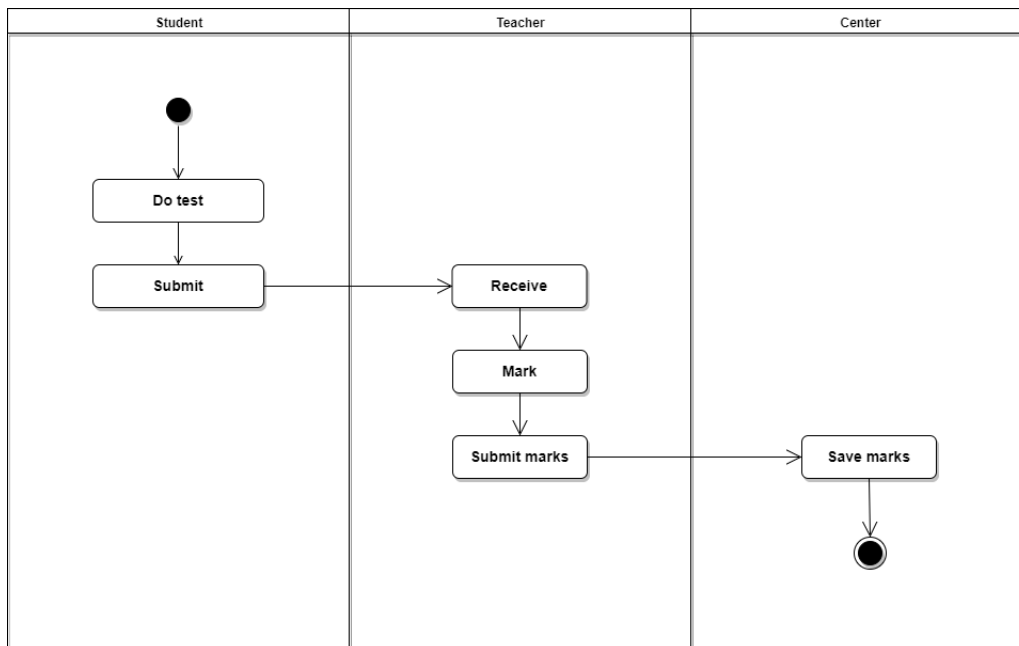 Student
Teacher
Center
Do test
Submit
Receive
Mark
Submit marks
Save marks